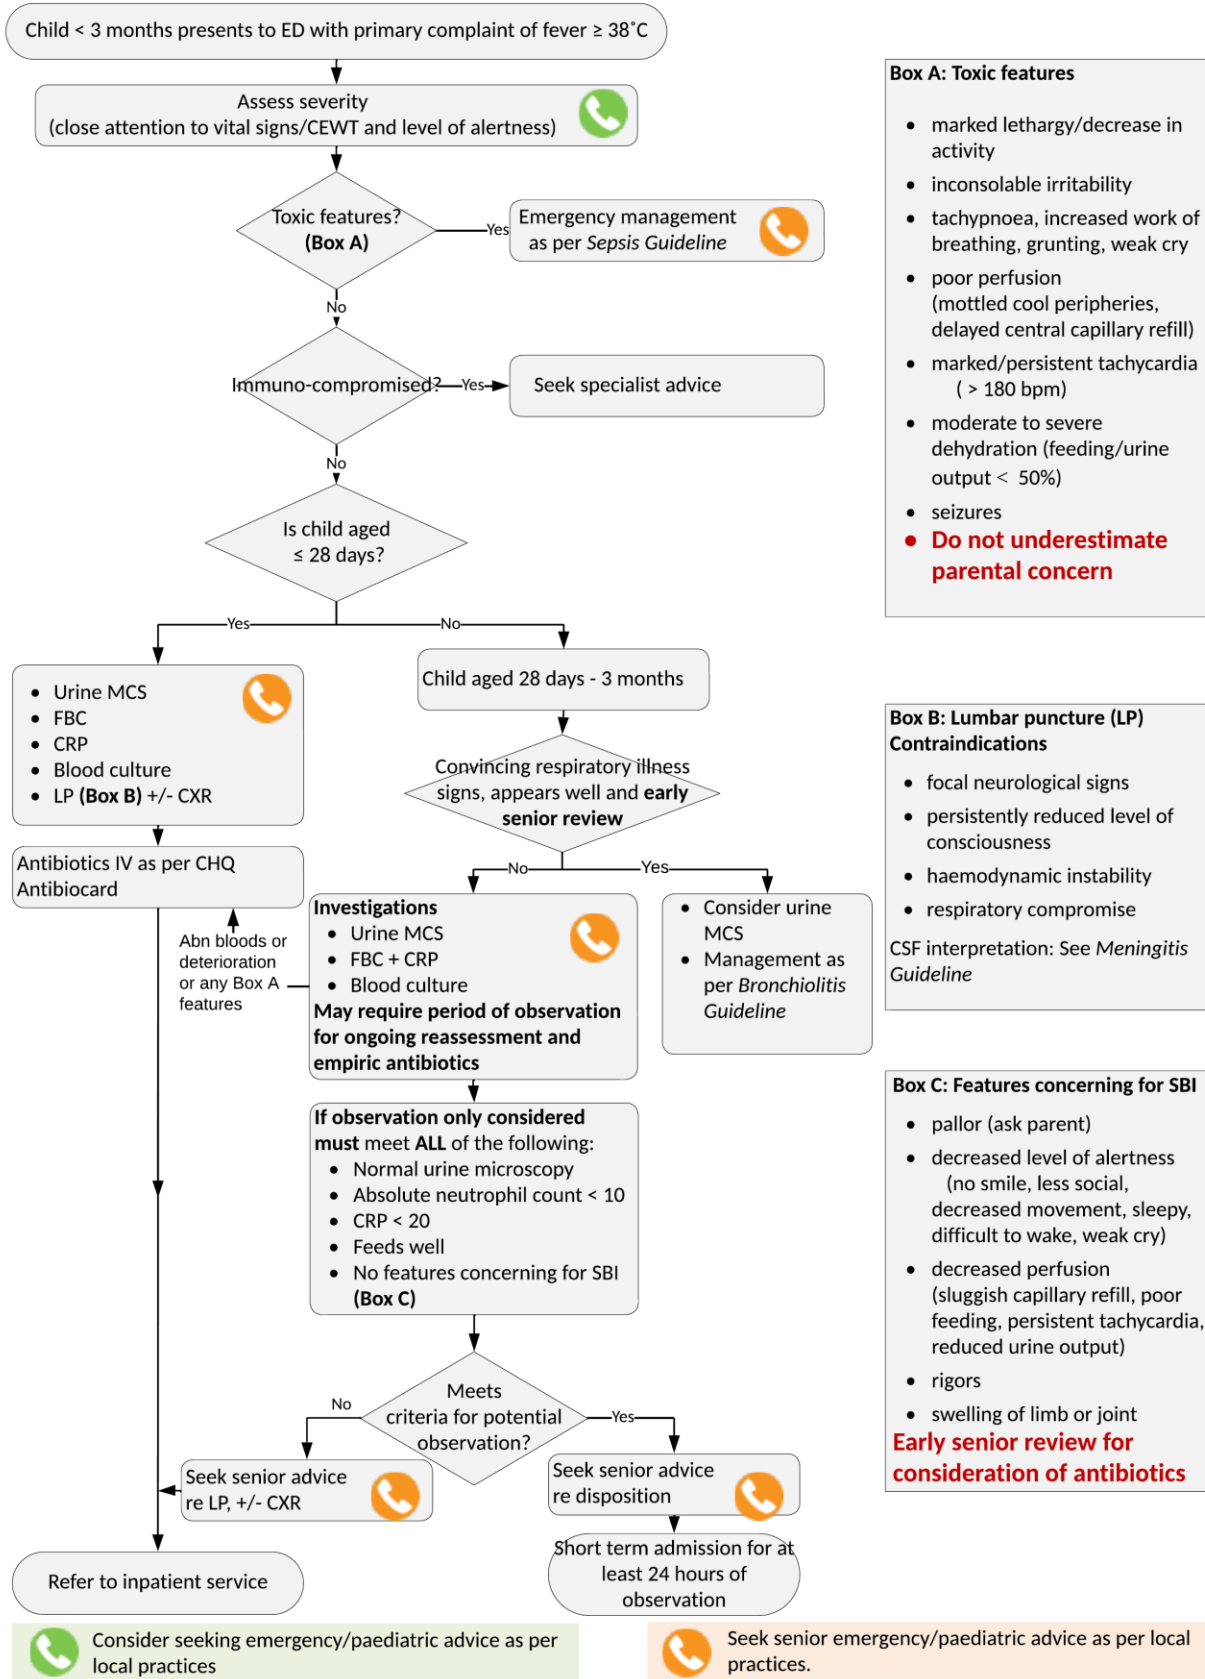 Child < 3 months presents to ED with primary complaint of fever ≥ 38˚C
Assess severity
(close attention to vital signs/CEWT and level of alertness)
Toxic features?
(Box A)
Yes
Emergency management
as per Sepsis Guideline
No
Immuno-compromised?
Yes
Seek specialist advice
No
Is child aged
≤ 28 days?
Yes
No
• Urine MCS
• FBC
• CRP
• Blood culture
• LP (Box B) +/- CXR
Antibiotics IV as per CHQ
Antibiocard
Child aged 28 days - 3 months
Convincing respiratory illness
signs, appears well and early
senior review
No
Yes
Abn bloods or
deterioration
or any Box A
features
Investigations
• Urine MCS
• FBC + CRP
• Blood culture
May require period of observation
for ongoing reassessment and
empiric antibiotics
• Consider urine
MCS
• Management as
per Bronchiolitis
Guideline
If observation only considered
must meet ALL of the following:
• Normal urine microscopy
• Absolute neutrophil count < 10
• CRP < 20
• Feeds well
• No features concerning for SBI
(Box C)
Meets
criteria for potential
observation?
No
Yes
Seek senior advice
re LP, +/- CXR
Seek senior advice
re disposition
Refer to inpatient service
Short term admission for at
least 24 hours of
observation
Box A: Toxic features
• marked lethargy/decrease in
activity
• inconsolable irritability
• tachypnoea, increased work of
breathing, grunting, weak cry
• poor perfusion
(mottled cool peripheries,
delayed central capillary refill)
• marked/persistent tachycardia
( > 180 bpm)
• moderate to severe
dehydration (feeding/urine
output < 50%)
• seizures
• Do not underestimate
parental concern
Box B: Lumbar puncture (LP)
Contraindications
• focal neurological signs
• persistently reduced level of
consciousness
• haemodynamic instability
• respiratory compromise
CSF interpretation: See Meningitis
Guideline
Box C: Features concerning for SBI
• pallor (ask parent)
• decreased level of alertness
(no smile, less social,
decreased movement, sleepy,
difficult to wake, weak cry)
• decreased perfusion
(sluggish capillary refill, poor
feeding, persistent tachycardia,
reduced urine output)
• rigors
• swelling of limb or joint
Early senior review for
consideration of antibiotics
Consider seeking emergency/paediatric advice as per
local practices
Seek senior emergency/paediatric advice as per local
practices.